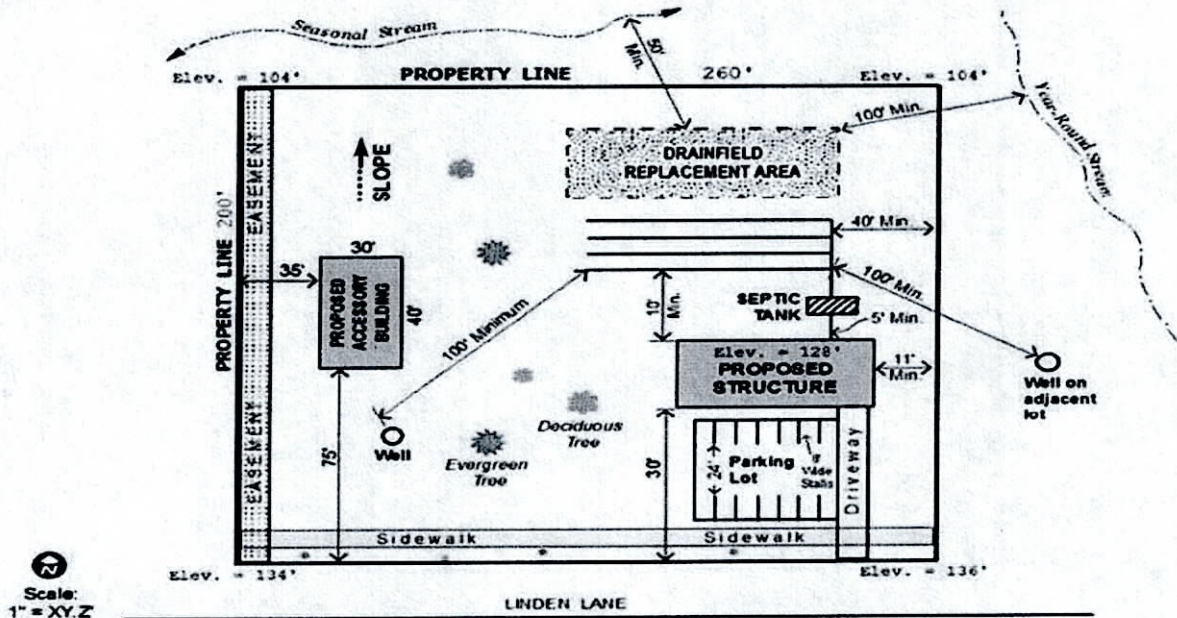 Seasonal Stream
50' Min.
Elev. = 104'
PROPERTY LINE
260'
Elev. = 104'
100' Min.
Year-Round Stream
EASEMENT
SLOPE
DRAINFIELD
REPLACEMENT AREA
PROPERTY LINE 200'
30'
35'
PROPOSED
ACCESSORY
BUILDING
40'
40' Min.
100' Minimum
10'
Min.
SEPTIC
TANK
100' Min.
5' Min.
Elev. = 128'
PROPOSED
STRUCTURE
11'
Min.
Well on
adjacent
lot
EASEMENT
75'
Well
Deciduous
Tree
Evergreen
Tree
30'
24'
Parking
Lot
8'
Wide
Stalls
Driveway
Sidewalk
Sidewalk
Elev. = 134'
Elev. = 136'
N
Scale:
1" = XY.Z'
LINDEN LANE